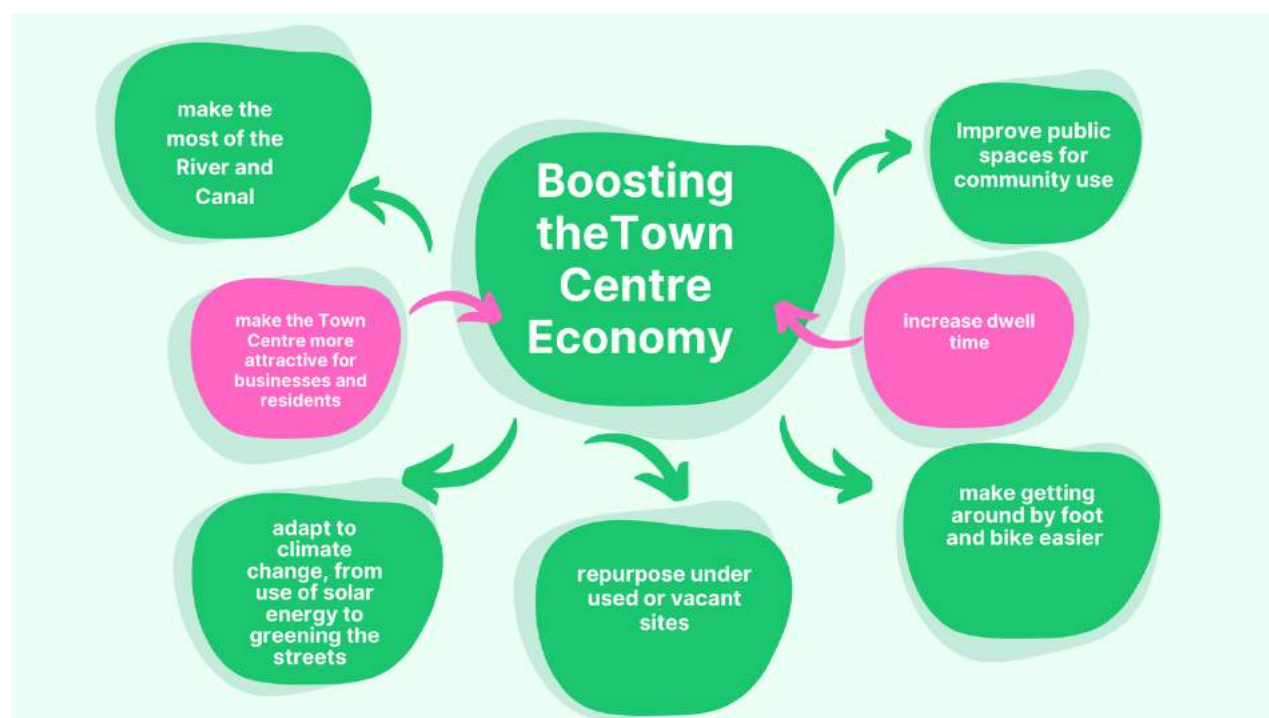 make the
most of the
River and
Canal
Boosting
theTown
Centre
Economy
Improve public
spaces for
community use
make the Town
Centre more
attractive for
businesses and
residents
increase dwell
time
adapt to
climate
change, from
use of solar
energy to
greening the
streets
repurpose under
used or vacant
sites
make getting
around by foot
and bike easier